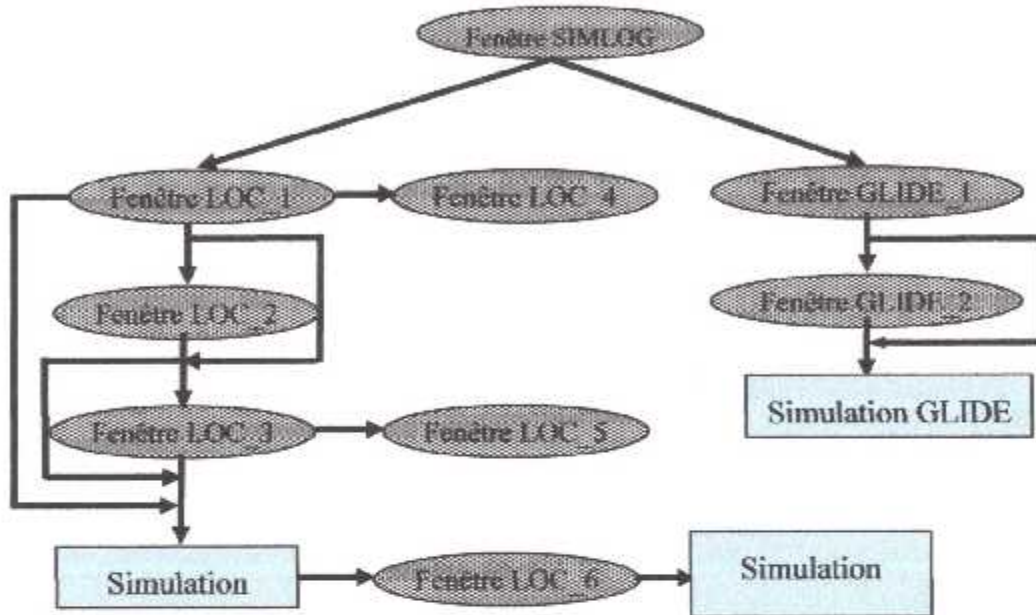 Fenêtre SIMLOG
Fenêtre LOC_1
Fenêtre LOC_4
Fenêtre GLIDE_1
Fenêtre LOC_2
Fenêtre GLIDE_2
Simulation GLIDE
Fenêtre LOC_3
Fenêtre LOC_5
Simulation
Fenêtre LOC_6
Simulation